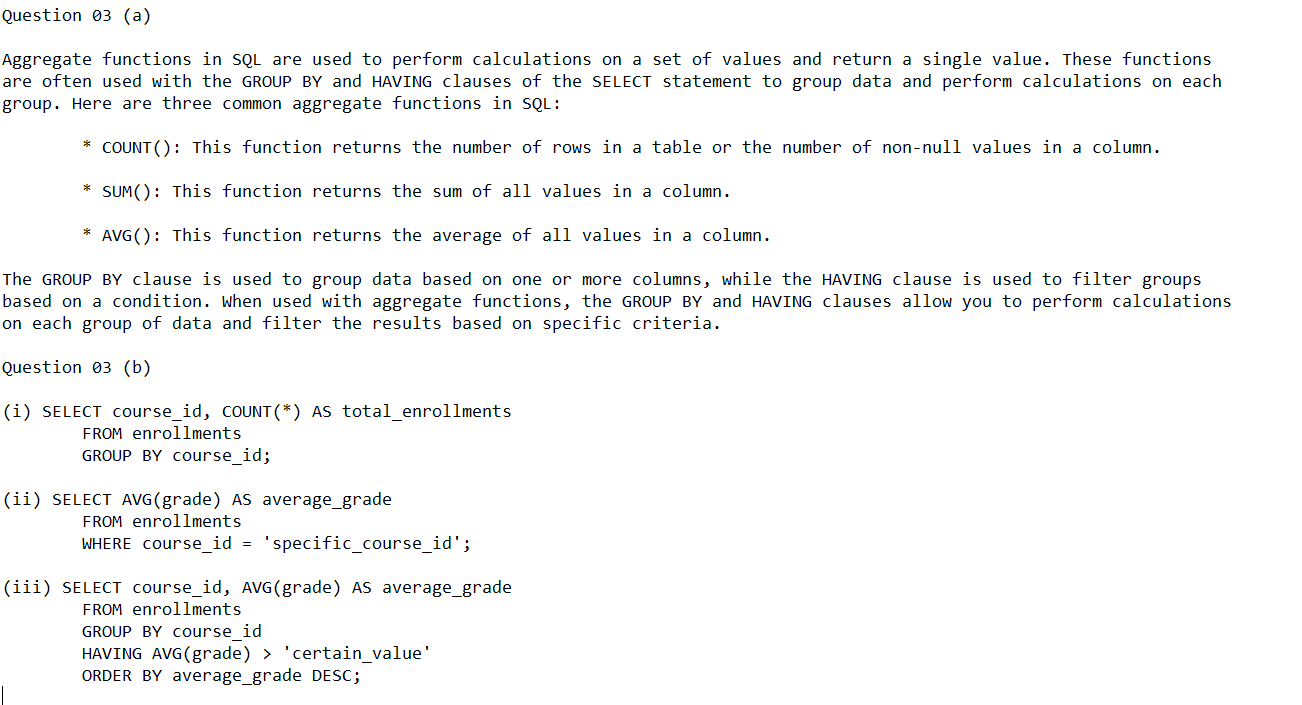 Question 03 (a)
Aggregate functions in SQL are used to perform calculations on a set of values and return a single value. These functions
are often used with the GROUP BY and HAVING clauses of the SELECT statement to group data and perform calculations on each
group. Here are three common aggregate functions in SQL:
* COUNT(): This function returns the number of rows in a table or the number of non-null values in a column.
* SUM(): This function returns the sum of all values in a column.
* AVG(): This function returns the average of all values in a column.
The GROUP BY clause is used to group data based on one or more columns, while the HAVING clause is used to filter groups
based on a condition. When used with aggregate functions, the GROUP BY and HAVING clauses allow you to perform calculations
on each group of data and filter the results based on specific criteria.
Question 03 (b)
(i) SELECT course_id, COUNT(*) AS total_enrollments
FROM enrollments
GROUP BY course_id;
(ii) SELECT AVG(grade) AS average_grade
FROM enrollments
WHERE course_id = 'specific_course_id';
(iii) SELECT course_id, AVG(grade) AS average_grade
FROM enrollments
GROUP BY course_id
HAVING AVG(grade) > 'certain_value'
ORDER BY average_grade DESC;